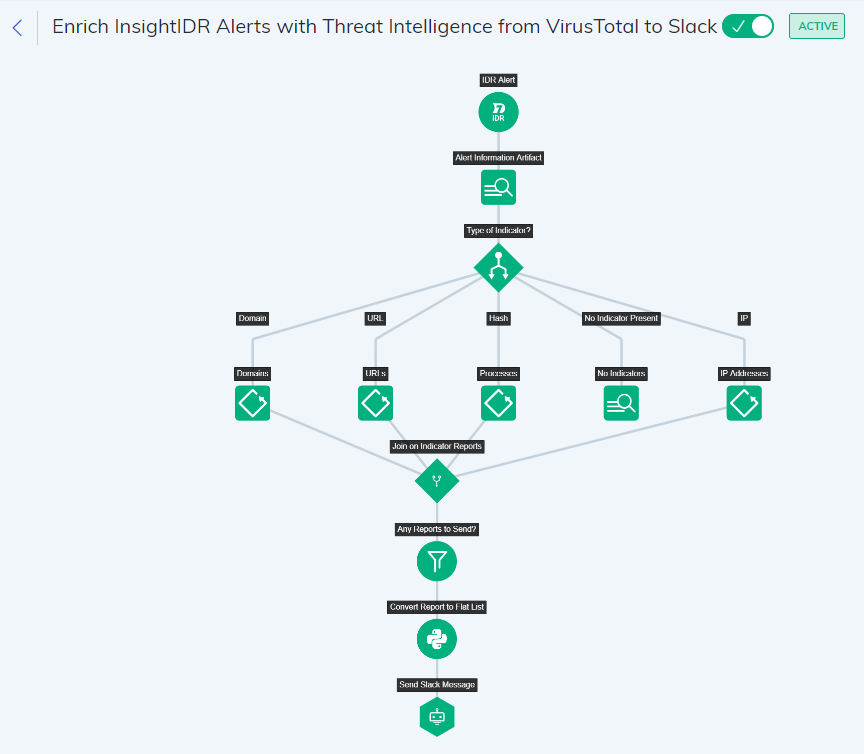 Enrich InsightIDR Alerts with Threat Intelligence from VirusTotal to Slack
ACTIVE
IDR Alert
IDR
Alert Information Artifact
Type of Indicator?
Domain
URL
Hash
No Indicator Present
IP
Domains
URLs
Processes
No Indicators
IP Addresses
Join on Indicator Reports
Any Reports to Send?
Convert Report to Flat List
Send Slack Message